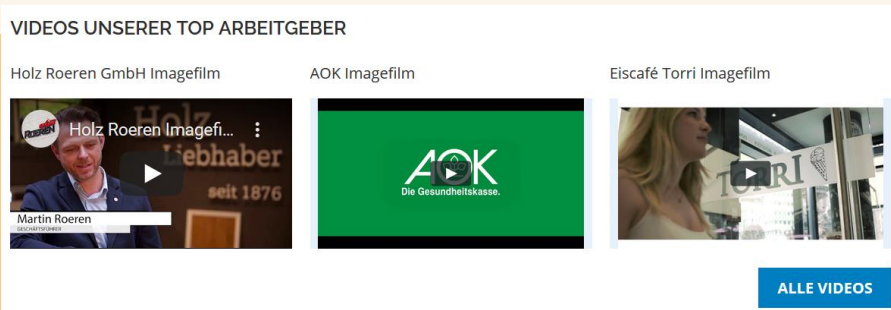 VIDEOS UNSERER TOP ARBEITGEBER
Holz Roeren GmbH Imagefilm
AOK Imagefilm
Eiscafé Torri Imagefilm
ROEREN
Holz Roeren Imagefi...
Holz
Liebhaber
seit 1876
Martin Roeren
GESCHÄFTSFÜHRER
AOK
Die Gesundheitskasse.
TORRI
ALLE VIDEOS